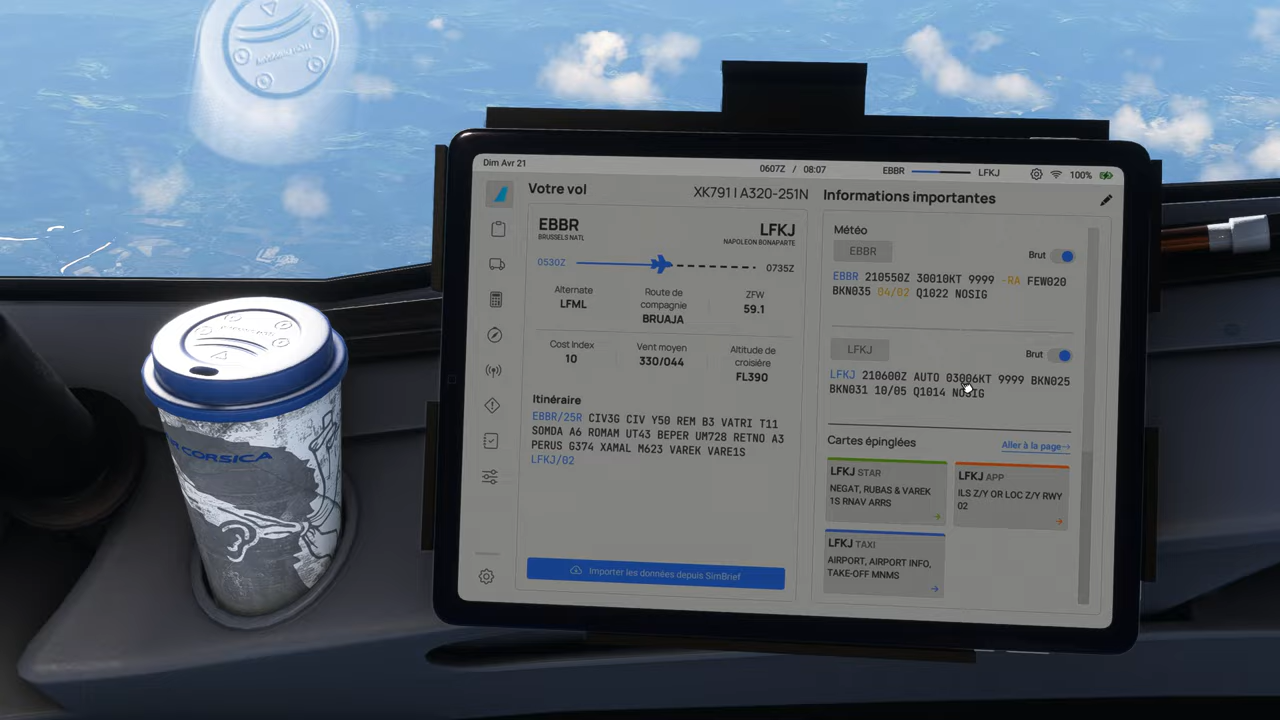 Dim Avr 21
0607Z / 08:07
EBBR
LFKJ
100%
Votre vol
XK791 | A320-251N
EBBR
BRUSSELS NATL
LFKJ
NAPOLEON BONAPARTE
0530Z
0735Z
Alternate
LFML
Route de
compagnie
BRUAJA
ZFW
59.1
Cost Index
10
Vent moyen
330/044
Altitude de
croisière
FL390
Itinéraire
EBBR/25R CIV3G CIV Y50 REM B3 VATRI T11
SOMDA A6 ROMAM UT43 BEPER UM728 RETNO A3
PERUS G374 XAMAL M623 VAREK VARE1S
LFKJ/02
Importer les données depuis SimBrief
Informations importantes
Météo
EBBR
Brut
EBBR 210550Z 30010KT 9999 -RA FEW020
BKN035 04/02 Q1022 NOSIG
LFKJ
Brut
LFKJ 210600Z AUTO 03006KT 9999 BKN025
BKN031 10/05 Q1014 NOSIG
Cartes épinglées
Aller à la page
LFKJ STAR
NEGAT, RUBAS & VAREK
1S RNAV ARRS
LFKJ APP
ILS Z/Y OR LOC Z/Y RWY
02
LFKJ TAXI
AIRPORT, AIRPORT INFO,
TAKE-OFF MNMS
CORSICA